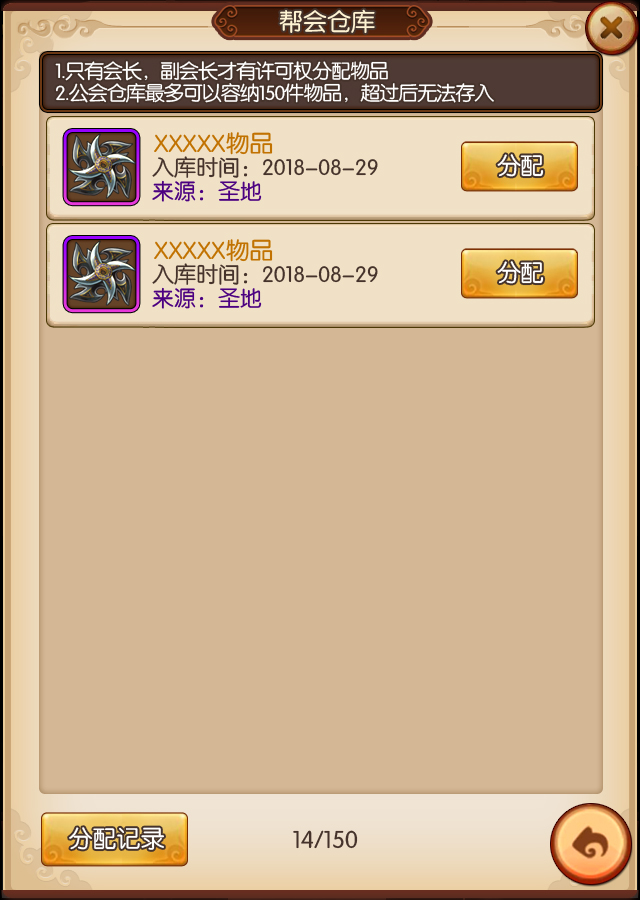 帮会仓库
1.只有会长，副会长才有许可权分配物品
2.公会仓库最多可以容纳150件物品，超过后无法存入
XXXXX物品
入库时间：2018-08-29
来源：圣地
分配
XXXXX物品
入库时间：2018-08-29
来源：圣地
分配
分配记录
14/150